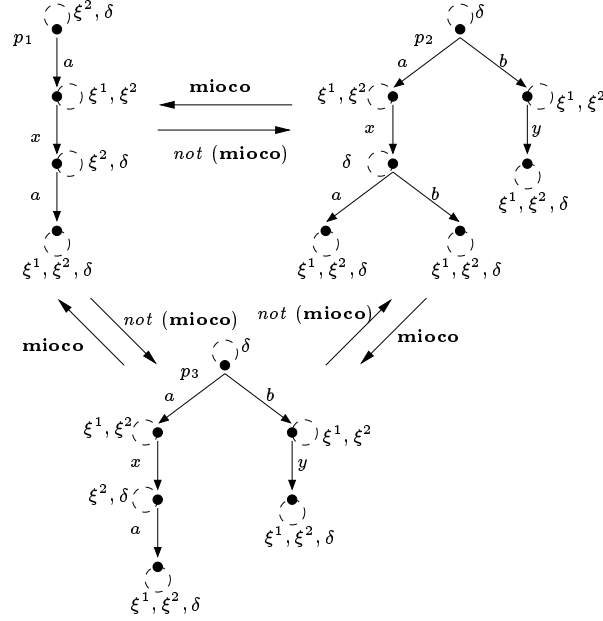 ξ², δ δ
p₁ p₂
a a b
mioco
ξ¹, ξ² ξ¹, ξ² ξ¹, ξ²
x x y
not (mioco)
ξ², δ δ
ξ¹, ξ², δ
a a b
ξ¹, ξ², δ ξ¹, ξ², δ ξ¹, ξ², δ
not (mioco) not (mioco)
mioco mioco
δ
p₃
a b
ξ¹, ξ² ξ¹, ξ²
x y
ξ², δ
a ξ¹, ξ², δ
ξ¹, ξ², δ